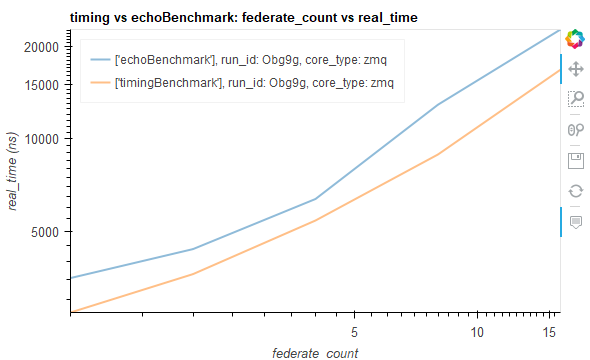 timing vs echoBenchmark: federate_count vs real_time
['echoBenchmark'], run_id: Obg9g, core_type: zmq
['timingBenchmark'], run_id: Obg9g, core_type: zmq
20000
15000
10000
5000
real_time (ns)
5
10
15
federate_count